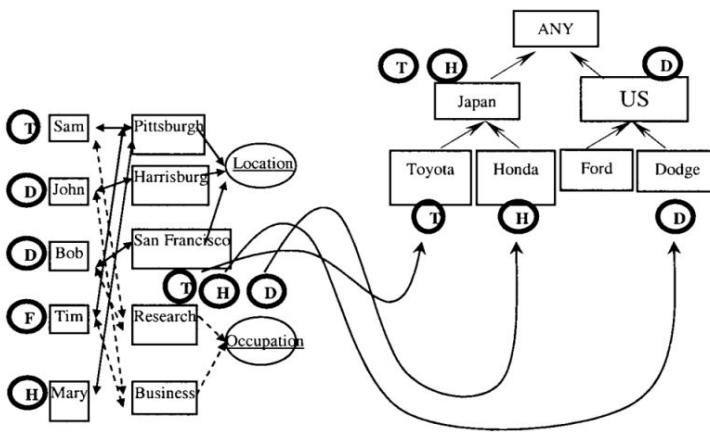 ANY
T
H
D
Japan
US
T
Sam
Pittsburgh
Location
Toyota
Honda
Ford
Dodge
D
John
Harrisburg
T
H
D
D
Bob
San Francisco
T
H
D
F
Tim
Research
Occupation
H
Mary
Business